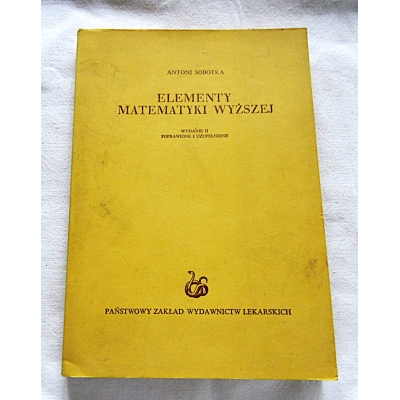 ANTONI SOBOTKA
ELEMENTY
MATEMATYKI WYŻSZEJ
WYDANIE II
POPRAWIONE I UZUPEŁNIONE
PAŃSTWOWY ZAKŁAD WYDAWNICTW LEKARSKICH